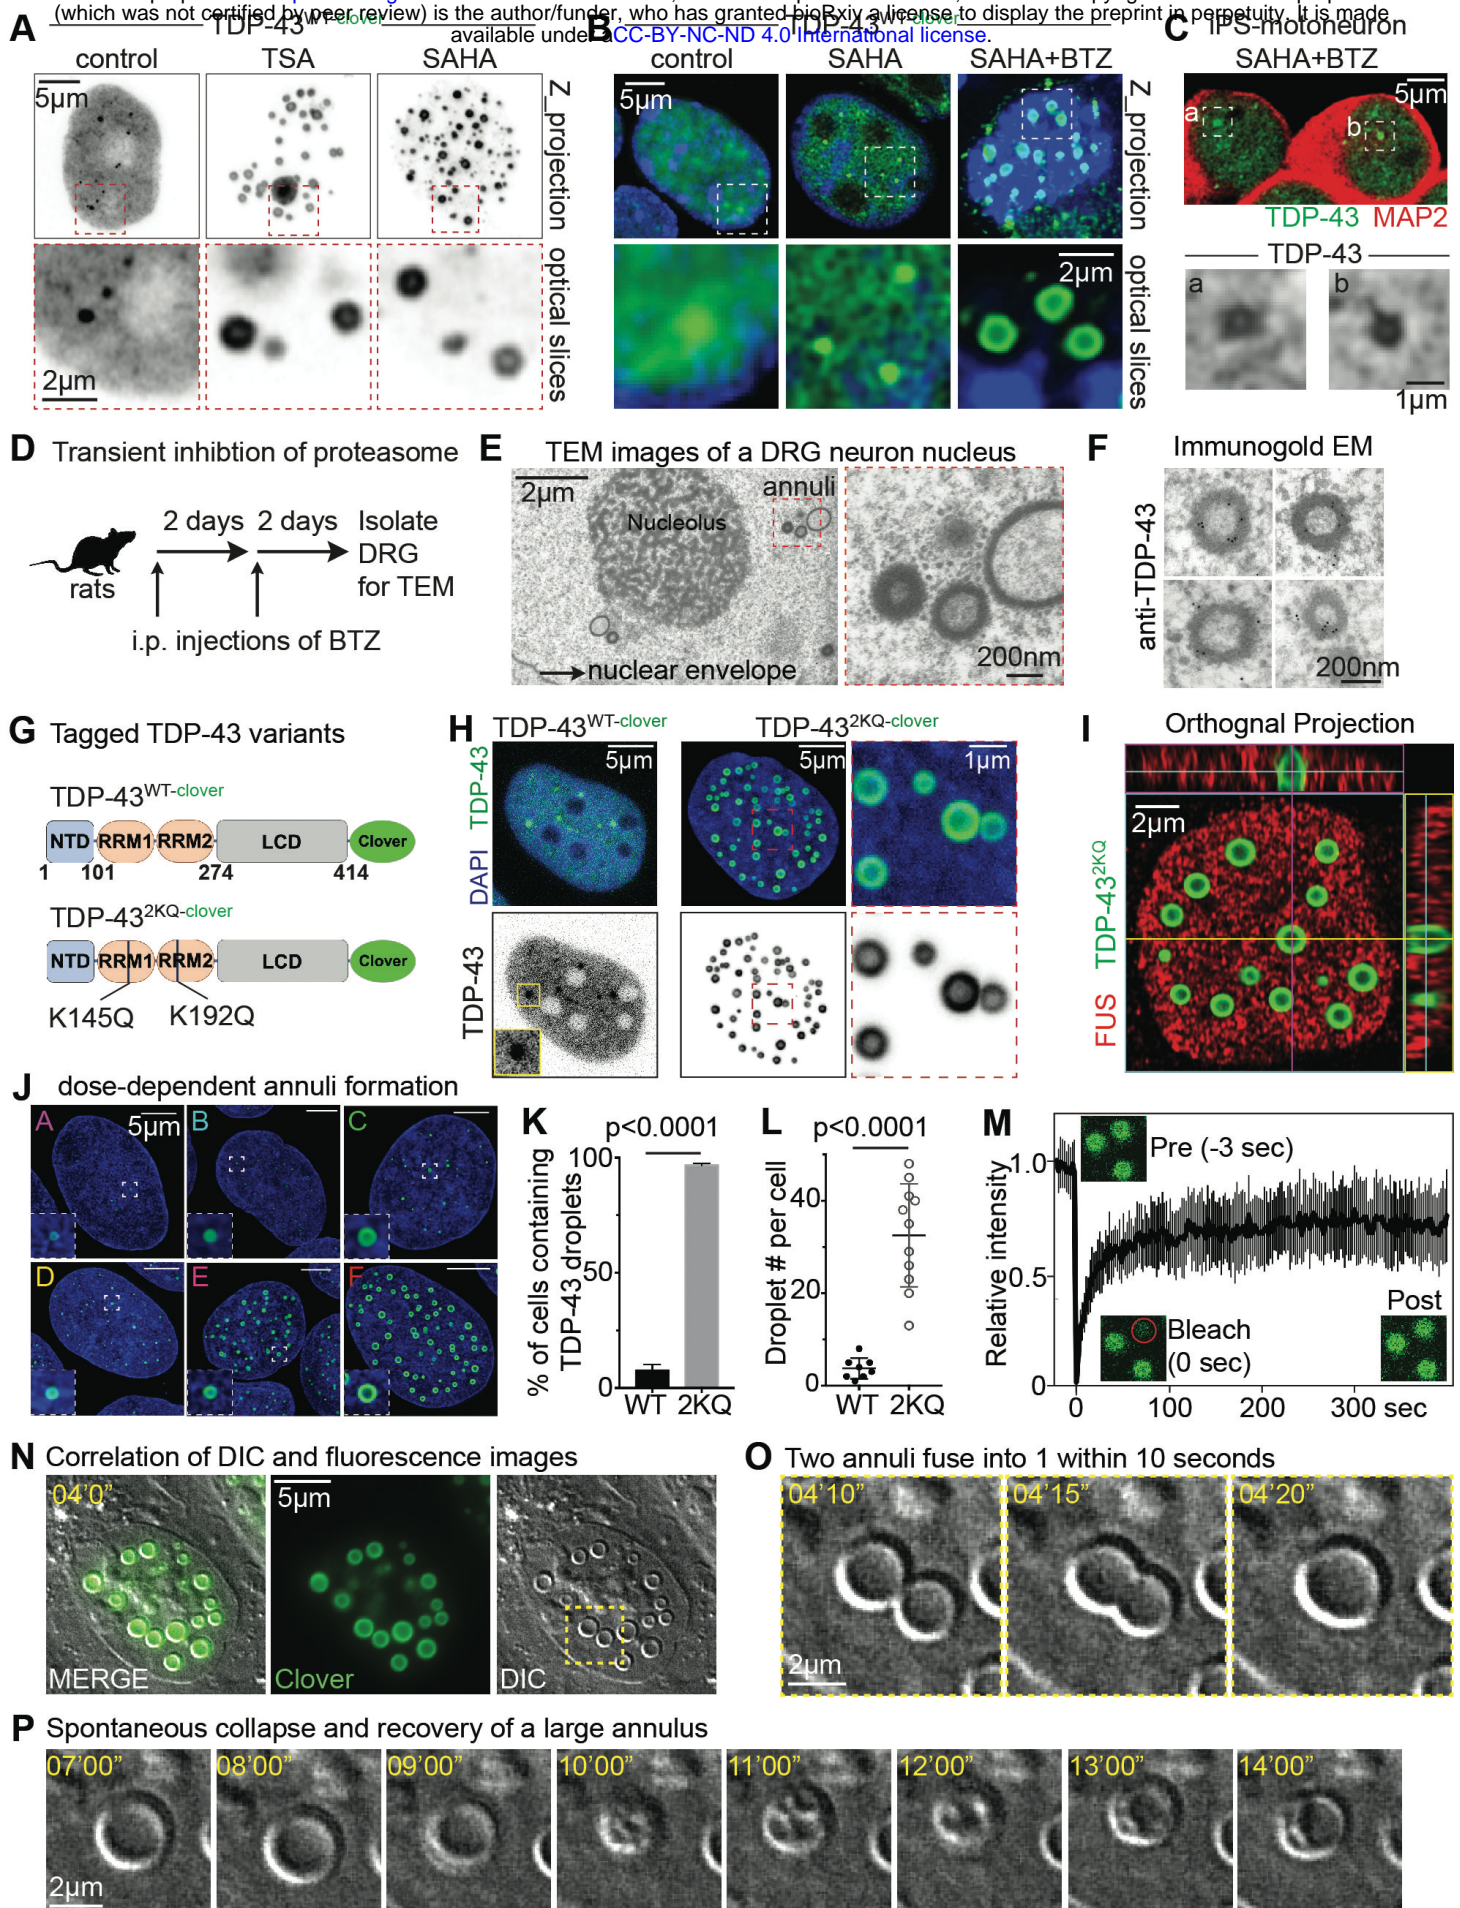 (which was not certified by peer review) is the author/funder, who has granted bioRxiv a license to display the preprint in perpetuity. It is made
available under aCC-BY-NC-ND 4.0 International license.
A
TDP-43WT-clover
control TSA SAHA
5µm
Z_projection
optical slices
2µm
B
TDP-43WT-clover
control SAHA SAHA+BTZ
5µm
Z_projection
optical slices
2µm
C iPS-motoneuron
SAHA+BTZ
5µm
a
b
TDP-43 MAP2
TDP-43
a
b
1µm
D Transient inhibtion of proteasome
2 days 2 days Isolate
DRG
for TEM
rats
i.p. injections of BTZ
E TEM images of a DRG neuron nucleus
2µm
annuli
Nucleolus
nuclear envelope
200nm
F Immunogold EM
anti-TDP-43
200nm
G Tagged TDP-43 variants
TDP-43WT-clover
NTD RRM1 RRM2 LCD Clover
1 101 274 414
TDP-432KQ-clover
NTD RRM1 RRM2 LCD Clover
K145Q K192Q
H TDP-43WT-clover TDP-432KQ-clover
DAPI TDP-43
5µm 5µm 1µm
TDP-43
I Orthognal Projection
2µm
FUS TDP-432KQ
J dose-dependent annuli formation
A 5µm B C
D E F
K p<0.0001
% of cells containing
TDP-43 droplets
100
50
0
WT 2KQ
L p<0.0001
Droplet # per cell
40
20
0
WT 2KQ
M
Relative intensity
1.0
0.5
0
Pre (-3 sec)
Bleach
(0 sec)
Post
0 100 200 300 sec
N Correlation of DIC and fluorescence images
04'0”
5µm
MERGE Clover DIC
O Two annuli fuse into 1 within 10 seconds
04'10” 04'15” 04'20”
2µm
P Spontaneous collapse and recovery of a large annulus
07'00” 08'00” 09'00” 10'00” 11'00” 12'00” 13'00” 14'00”
2µm